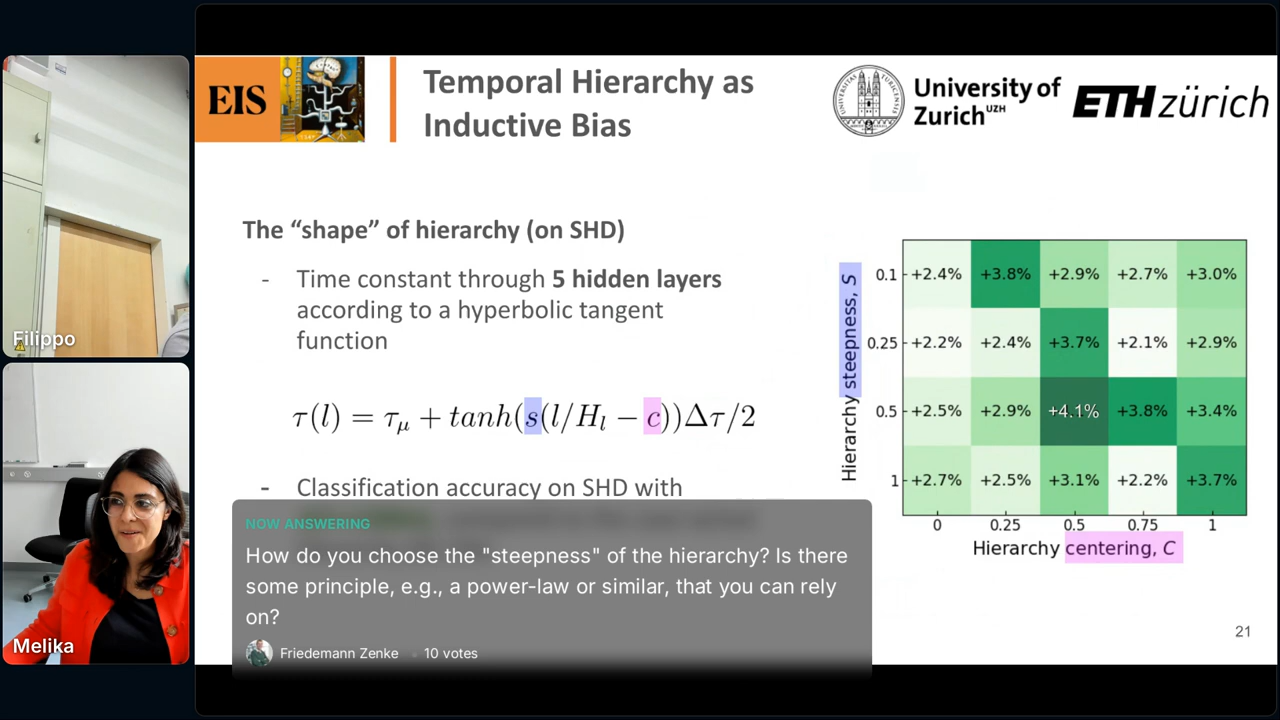 EIS
Temporal Hierarchy as
Inductive Bias
UNIVERSITAS TURICENSIS
University of
Zurich UZH
ETH zürich
The “shape” of hierarchy (on SHD)
- Time constant through 5 hidden layers
according to a hyperbolic tangent
function
τ(l) = τμ + tanh(s(l/Hl − c))Δτ/2
- Classification accuracy on SHD with
NOW ANSWERING
How do you choose the "steepness" of the hierarchy? Is there
some principle, e.g., a power-law or similar, that you can rely
on?
Friedemann Zenke 10 votes
Hierarchy steepness, S
0.1 +2.4% +3.8% +2.9% +2.7% +3.0%
0.25 +2.2% +2.4% +3.7% +2.1% +2.9%
0.5 +2.5% +2.9% +4.1% +3.8% +3.4%
1 +2.7% +2.5% +3.1% +2.2% +3.7%
0 0.25 0.5 0.75 1
Hierarchy centering, C
21
Filippo
Melika